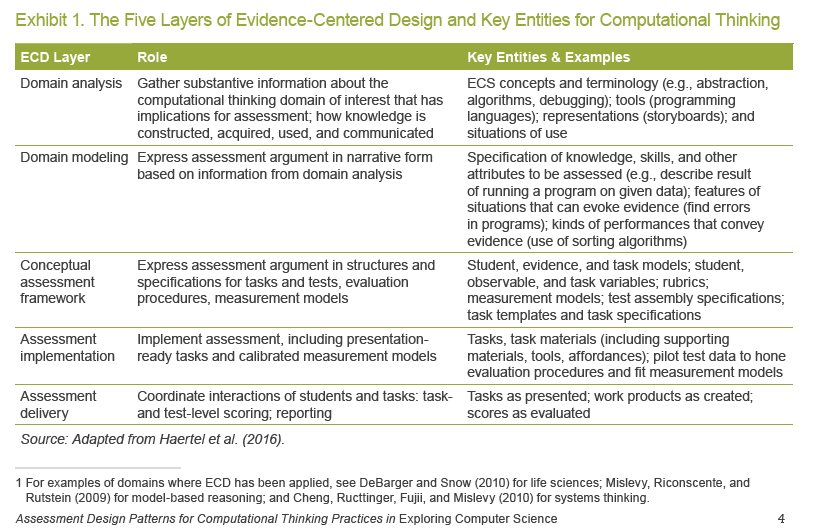 Exhibit 1. The Five Layers of Evidence-Centered Design and Key Entities for Computational Thinking
ECD Layer Role Key Entities & Examples
Domain analysis Gather substantive information about the ECS concepts and terminology (e.g., abstraction,
computational thinking domain of interest that has algorithms, debugging); tools (programming
implications for assessment; how knowledge is languages); representations (storyboards); and
constructed, acquired, used, and communicated situations of use
Domain modeling Express assessment argument in narrative form Specification of knowledge, skills, and other
based on information from domain analysis attributes to be assessed (e.g., describe result
of running a program on given data); features of
situations that can evoke evidence (find errors
in programs); kinds of performances that convey
evidence (use of sorting algorithms)
Conceptual Express assessment argument in structures and Student, evidence, and task models; student,
assessment specifications for tasks and tests, evaluation observable, and task variables; rubrics;
framework procedures, measurement models measurement models; test assembly specifications;
task templates and task specifications
Assessment Implement assessment, including presentation- Tasks, task materials (including supporting
implementation ready tasks and calibrated measurement models materials, tools, affordances); pilot test data to hone
evaluation procedures and fit measurement models
Assessment Coordinate interactions of students and tasks: task- Tasks as presented; work products as created;
delivery and test-level scoring; reporting scores as evaluated
Source: Adapted from Haertel et al. (2016).
1 For examples of domains where ECD has been applied, see DeBarger and Snow (2010) for life sciences; Mislevy, Riconscente, and
Rutstein (2009) for model-based reasoning; and Cheng, Ructtinger, Fujii, and Mislevy (2010) for systems thinking.
Assessment Design Patterns for Computational Thinking Practices in Exploring Computer Science 4